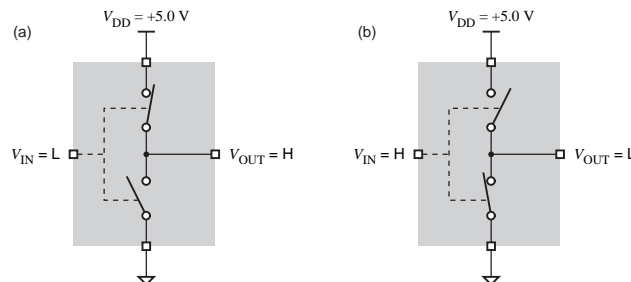 (a)
V_DD = +5.0 V
V_IN = L
V_OUT = H
(b)
V_DD = +5.0 V
V_IN = H
V_OUT = L